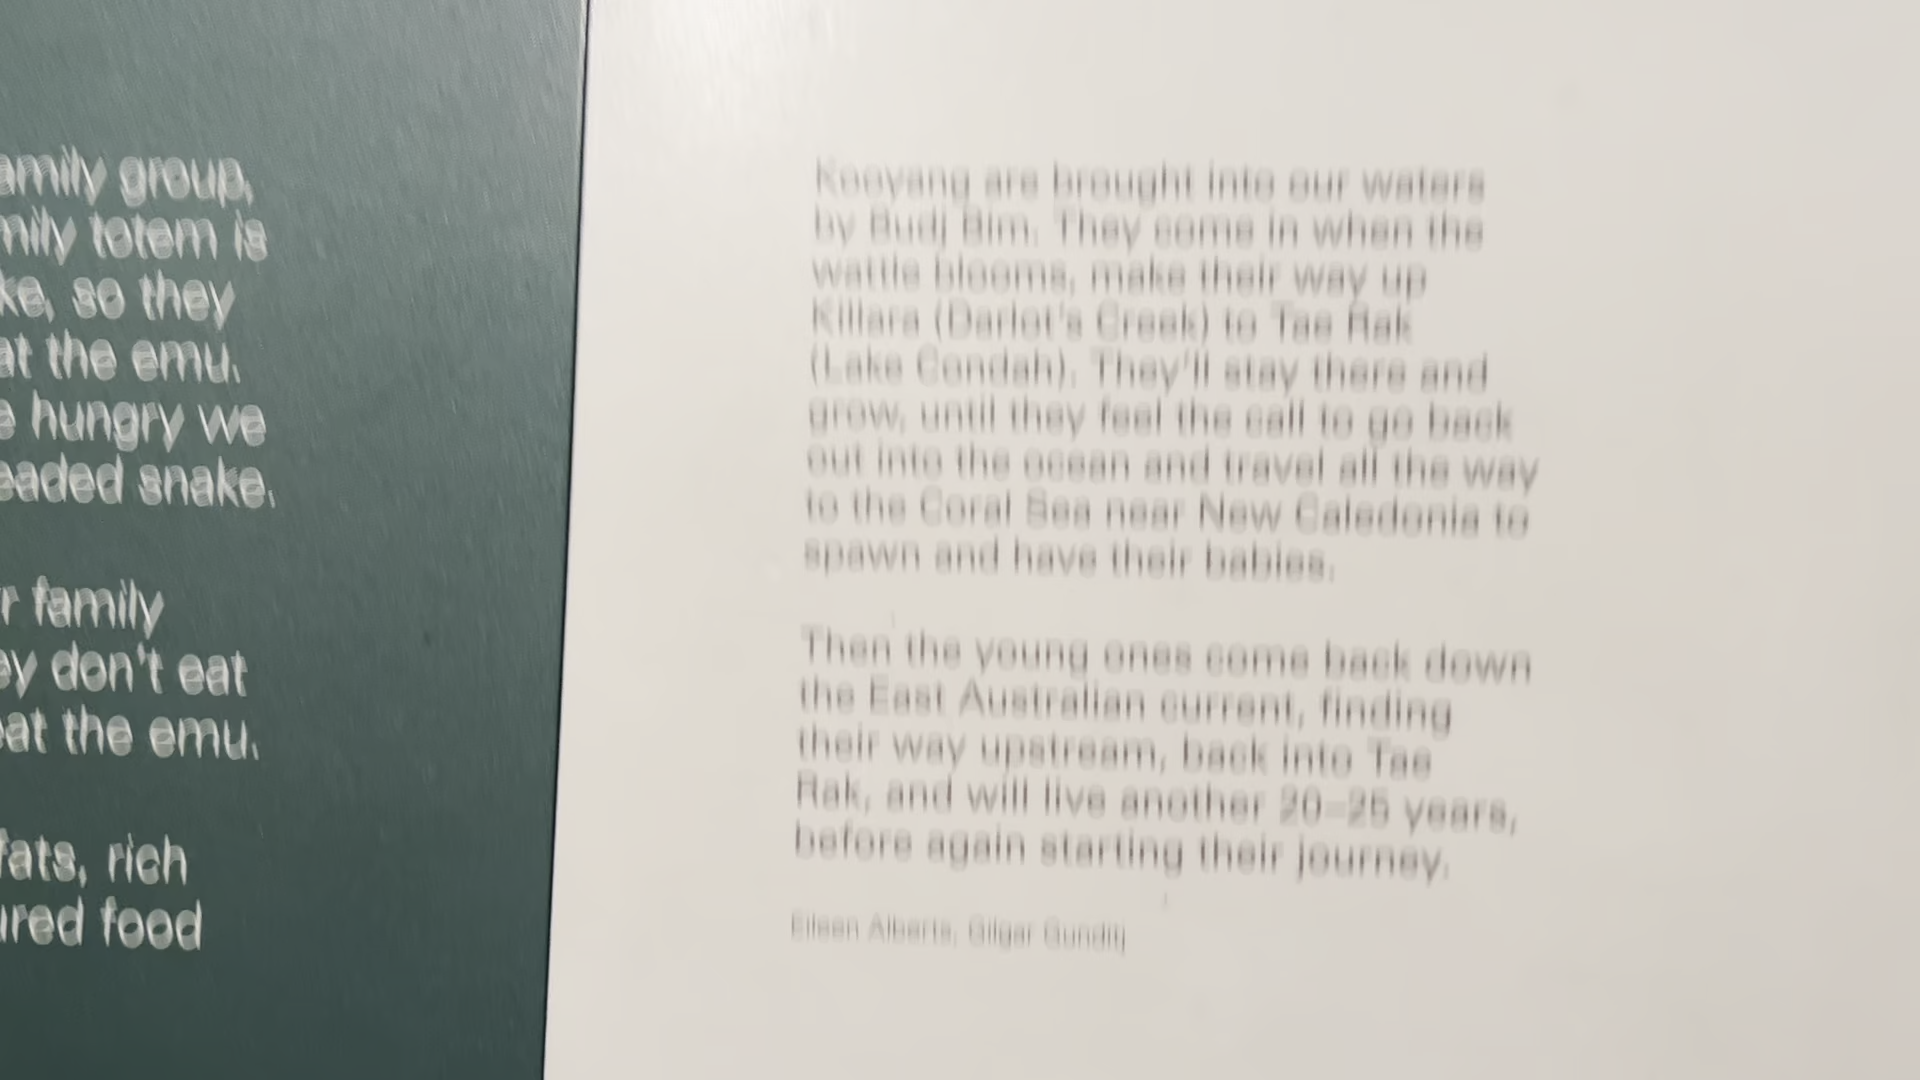 amily group,
mily totem is
ke, so they
at the emu.
hungry we
eaded snake.
r family
ey don't eat
eat the emu.
fats, rich
ured food
Kooyang are brought into our waters
by Budj Bim. They come in when the
wattle blooms, make their way up
Killara (Darlot's Creek) to Tae Rak
(Lake Condah). They'll stay there and
grow, until they feel the call to go back
out into the ocean and travel all the way
to the Coral Sea near New Caledonia to
spawn and have their babies.
Then the young ones come back down
the East Australian current, finding
their way upstream, back into Tae
Rak, and will live another 20–25 years,
before again starting their journey.
Eileen Alberts, Gilgar Gunditj